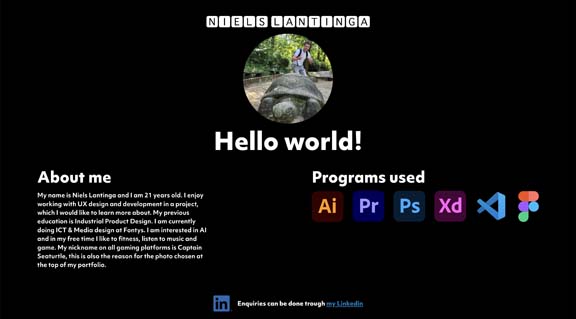 NIELS LANTINGA
Hello world!
About me
My name is Niels Lantinga and I am 21 years old. I enjoy
working with UX design and development in a project,
which I would like to learn more about. My previous
education is Industrial Product Design. I am currently
doing ICT & Media design at Fontys. I am interested in AI
and in my free time I like to fitness, listen to music and
game. My nickname on all gaming platforms is Captain
Seaturtle, this is also the reason for the photo chosen at
the top of my portfolio.
Programs used
Ai Pr Ps Xd
in Enquiries can be done trough my Linkedin